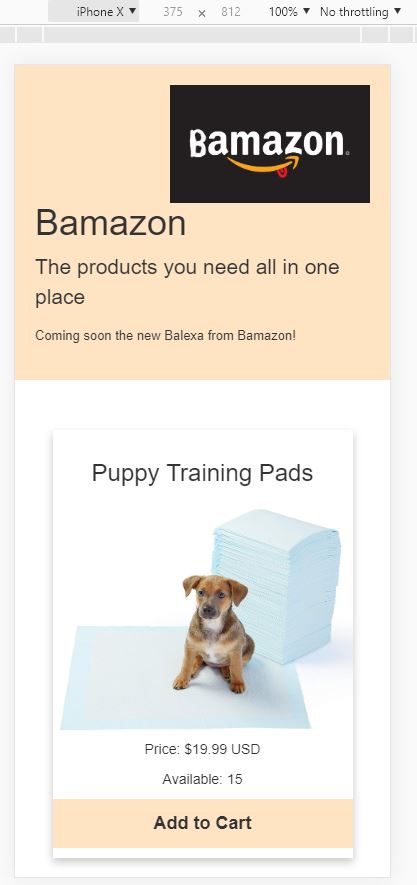 iPhone X ▼ 375 × 812 100% ▼ No throttling ▼
Bamazon.
Bamazon
The products you need all in one
place
Coming soon the new Balexa from Bamazon!
Puppy Training Pads
Price: $19.99 USD
Available: 15
Add to Cart